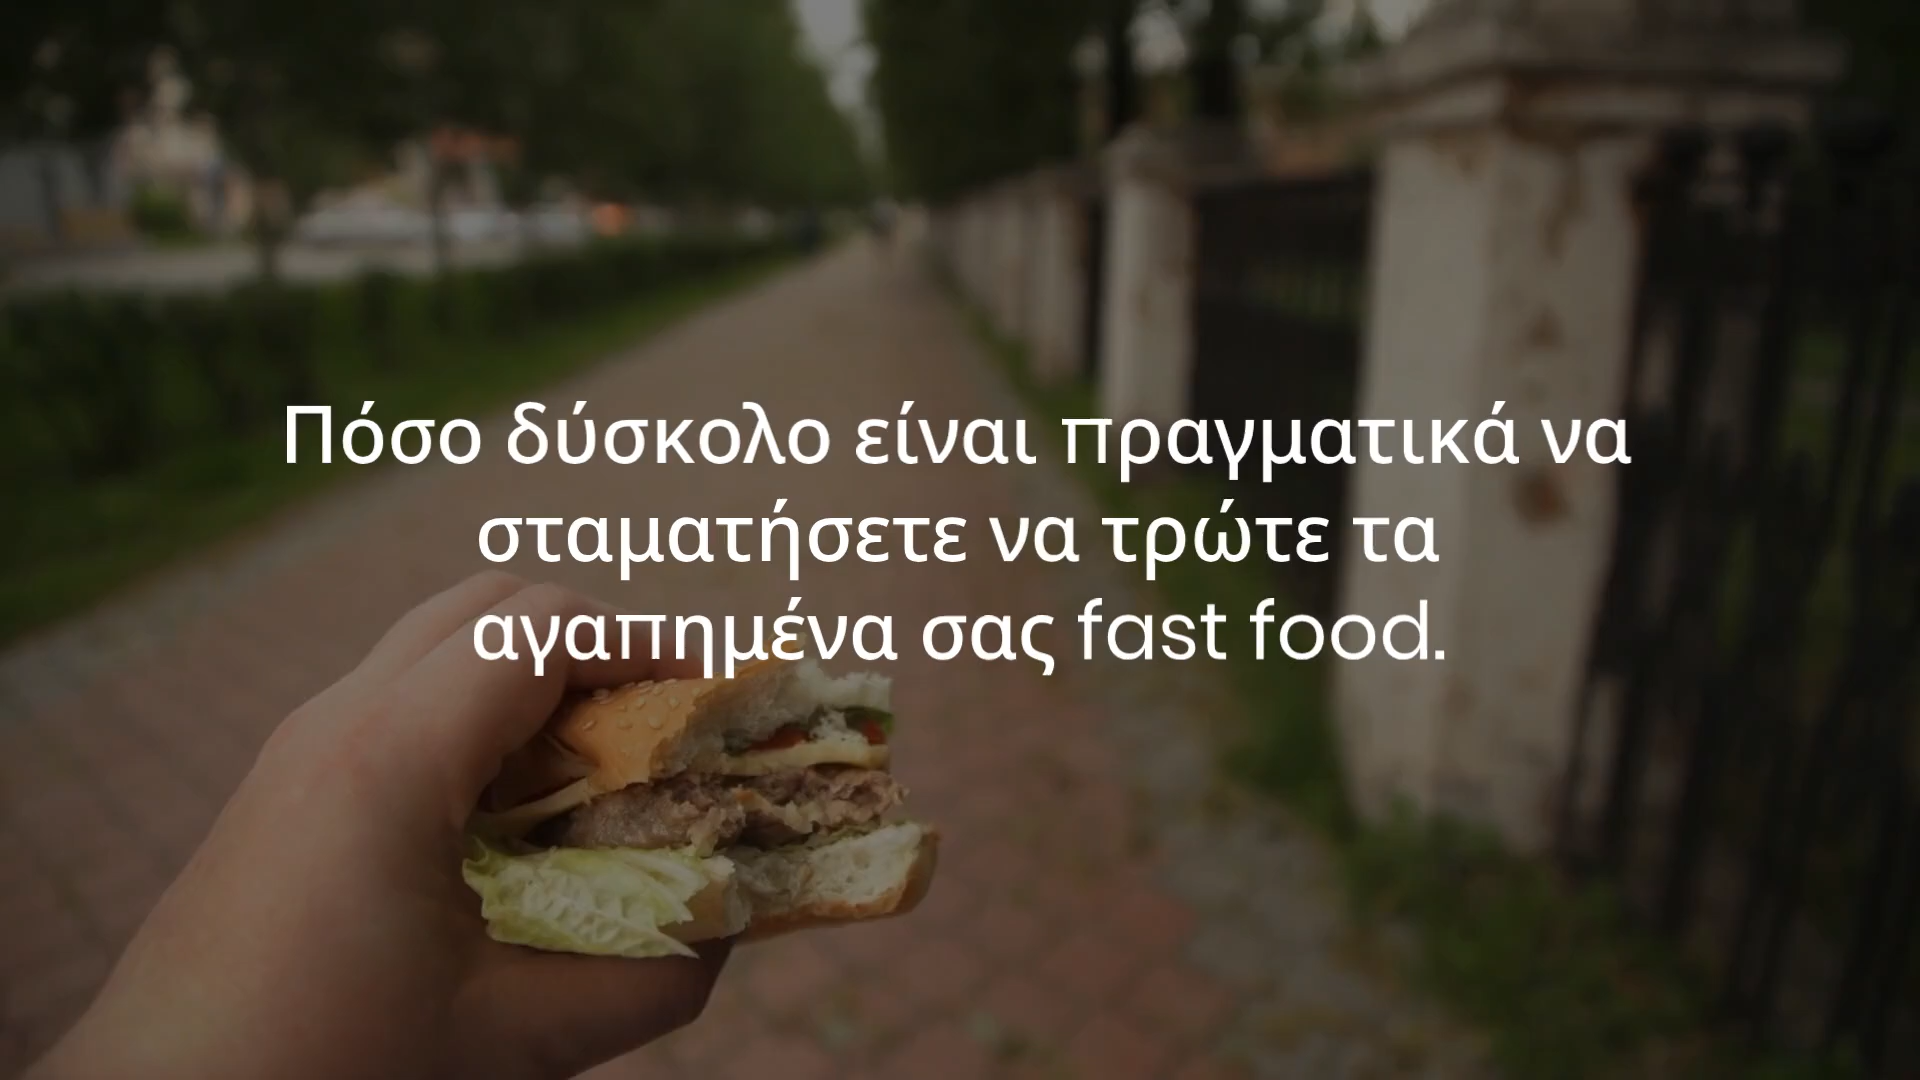 Πόσο δύσκολο είναι πραγματικά να
σταματήσετε να τρώτε τα
αγαπημένα σας fast food.